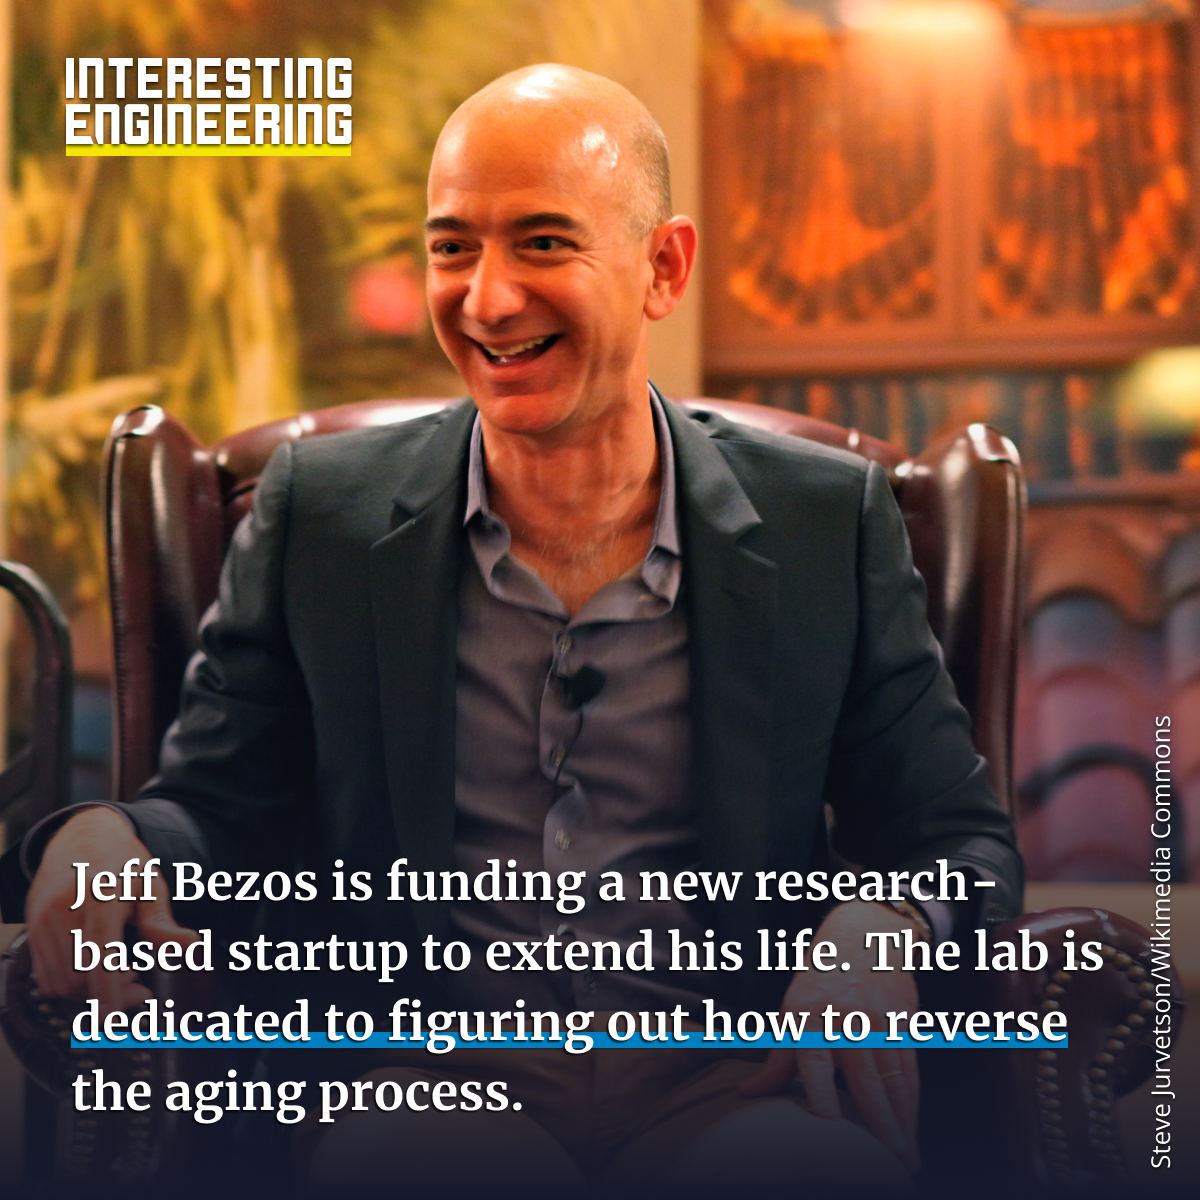 INTERESTING
ENGINEERING
Jeff Bezos is funding a new research-
based startup to extend his life. The lab is
dedicated to figuring out how to reverse
the aging process.
Steve Jurvetson/Wikimedia Commons